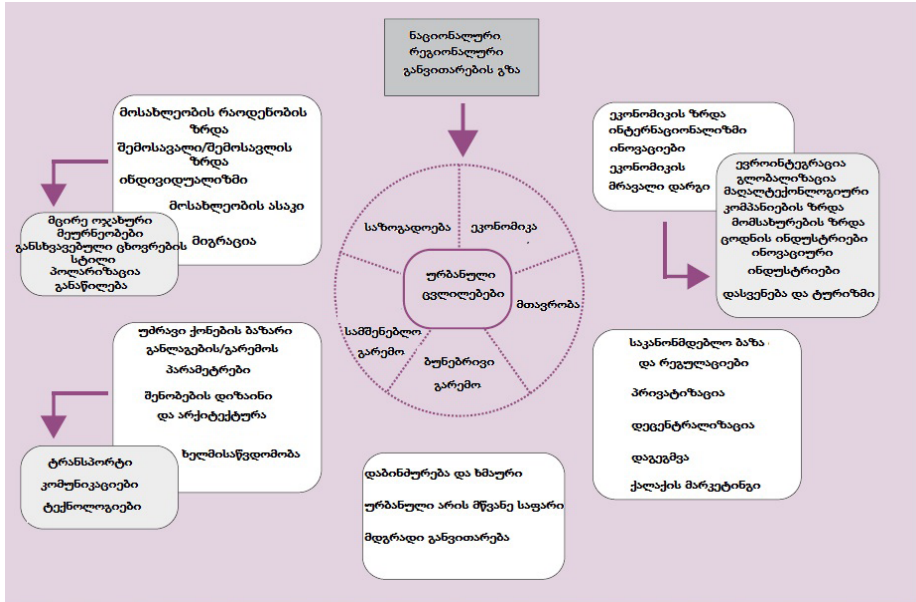 ნაციონალური
რეგიონალური
განვითარების გზა
მოსახლეობის რაოდენობის
ზრდა
შემოსავალი/შემოსავლის
ზრდა
ინდივიდუალიზმი
მოსახლეობის ასაკი
მიგრაცია
მცირე ოჯახური
მეურნეობები
განსხვავებული ცხოვრების
სტილი
პოლარიზაცია
განაწილება
საზოგადოება
ეკონომიკა
ურბანული
ცვლილებები
მთავრობა
სამშენებლო
გარემო
ბუნებრივი
გარემო
ეკონომიკის ზრდა
ინტერნაციონალიზმი
ინოვაციები
ეკონომიკის
მრავალი დარგი
ევროინტეგრაცია
გლობალიზაცია
მაღალტექონლოგიური
კომპანიების ზრდა
მომსახურების ზრდა
ცოდნის ინდუსტრიები
ინოვაციური
ინდუსტრიები
დასვენება და ტურიზმი
უძრავი ქონების ბაზარი
განლაგების/გარემოს
პარამეტრები
შენობების დიზაინი
და არქიტექტურა
ხელმისაწვდომობა
ტრანსპორტი
კომუნიკაციები
ტექნოლოგიები
დაბინძურება და ხმაური
ურბანული არის მწვანე საფარი
მდგრადი განვითარება
საკანონმდებლო ბაზა
და რეგულაციები
პრივატიზაცია
დეცენტრალიზაცია
დაგეგმვა
ქალაქის მარკეტინგი